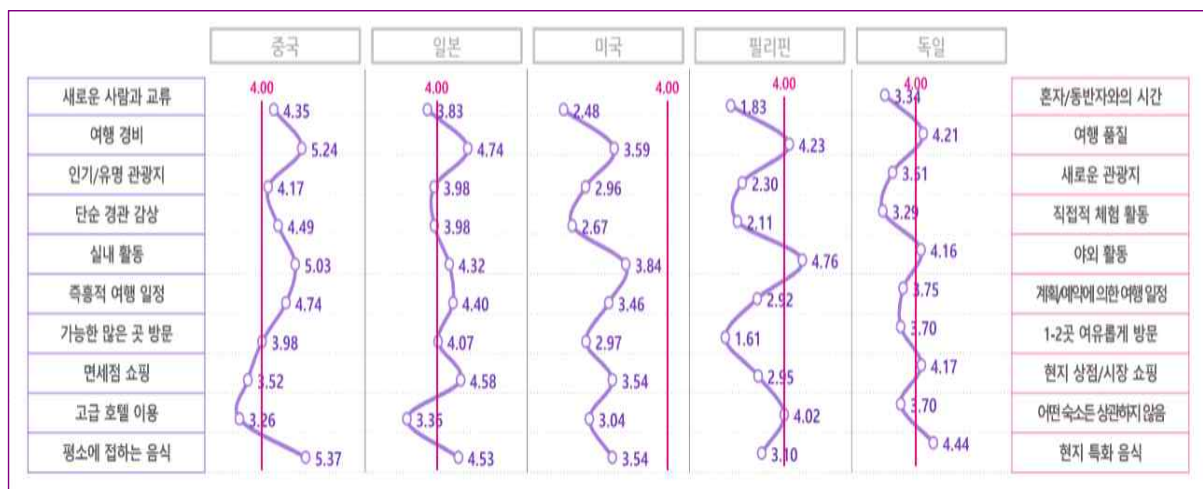 중국 일본 미국 필리핀 독일
4.00 4.00 4.00 4.00 4.00
새로운 사람과 교류 4.35 3.83 2.48 1.83 3.34 혼자/동반자와의 시간
여행 경비 5.24 4.74 3.59 4.23 4.21 여행 품질
인기/유명 관광지 4.17 3.98 2.96 2.30 3.51 새로운 관광지
단순 경관 감상 4.49 3.98 2.67 2.11 3.29 직접적 체험 활동
실내 활동 5.03 4.32 3.84 4.76 4.16 야외 활동
즉흥적 여행 일정 4.74 4.40 3.46 2.92 3.75 계획/예약에 의한 여행 일정
가능한 많은 곳 방문 3.98 4.07 2.97 1.61 3.70 1-2곳 여유롭게 방문
면세점 쇼핑 3.52 4.58 3.54 2.95 4.17 현지 상점/시장 쇼핑
고급 호텔 이용 3.26 3.04 4.02 3.70 어떤 숙소든 상관하지 않음
평소에 접하는 음식 5.37 4.53 3.54 3.10 4.44 현지 특화 음식